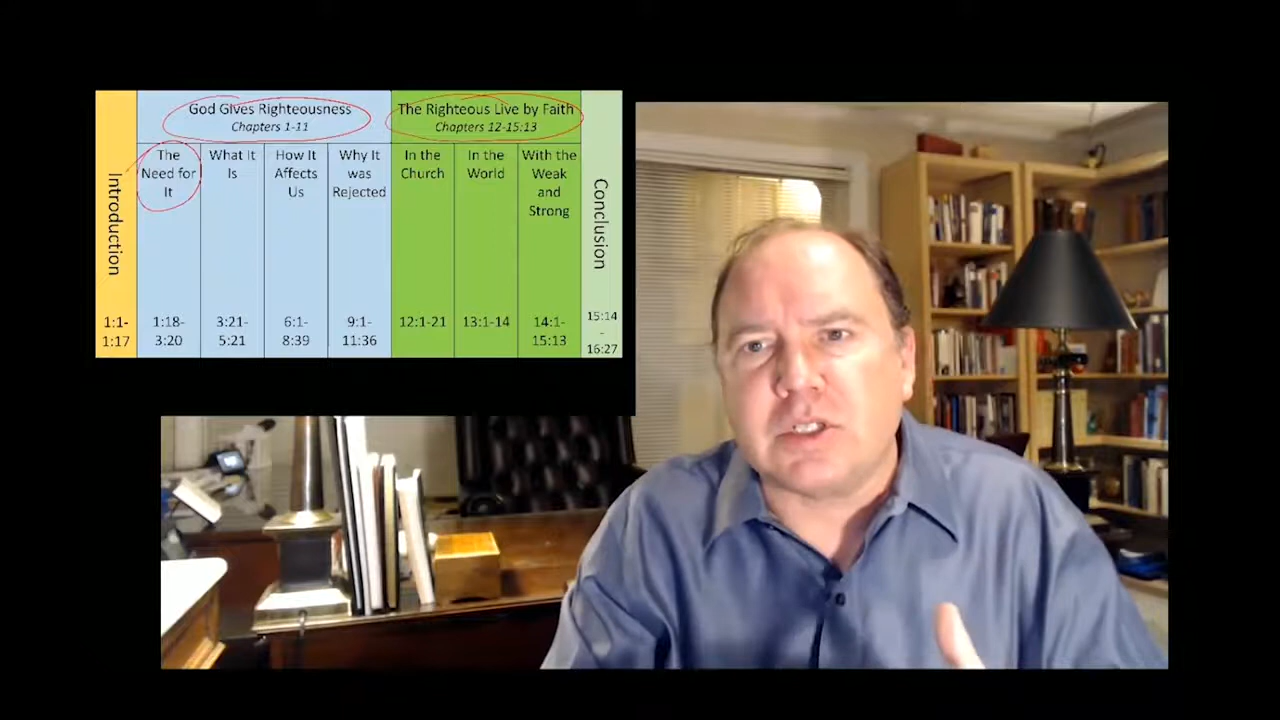 Introduction
1:1-
1:17
God Gives Righteousness
Chapters 1-11
The
Need for
It
1:18-
3:20
What It
Is
3:21-
5:21
How It
Affects
Us
6:1-
8:39
Why It
was
Rejected
9:1-
11:36
The Righteous Live by Faith
Chapters 12-15:13
In the
Church
12:1-21
In the
World
13:1-14
With the
Weak
and
Strong
14:1-
15:13
Conclusion
15:14
-
16:27